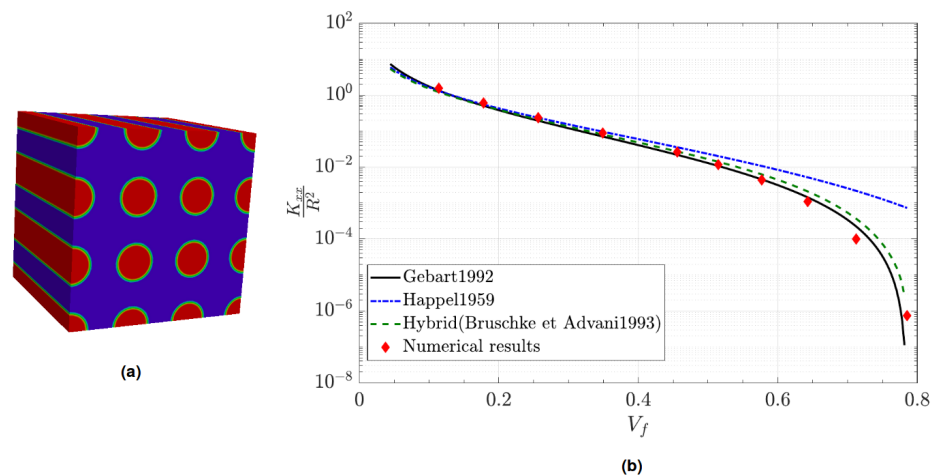 10^2
10^0
10^-2
10^-4
10^-6
10^-8
K_xx / R^2
Gebart1992
Happel1959
Hybrid(Bruschke et Advani1993)
Numerical results
0 0.2 0.4 0.6 0.8
V_f
(a)
(b)